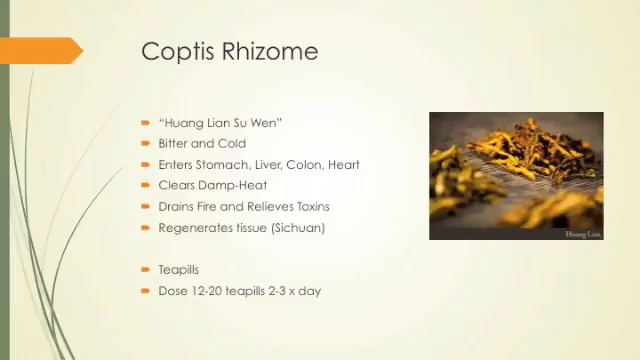 Coptis Rhizome
"Huang Lian Su Wen"
Bitter and Cold
Enters Stomach, Liver, Colon, Heart
Clears Damp-Heat
Drains Fire and Relieves Toxins
Regenerates tissue (Sichuan)
Teapills
Dose 12-20 teapills 2-3 x day
Huang Lian